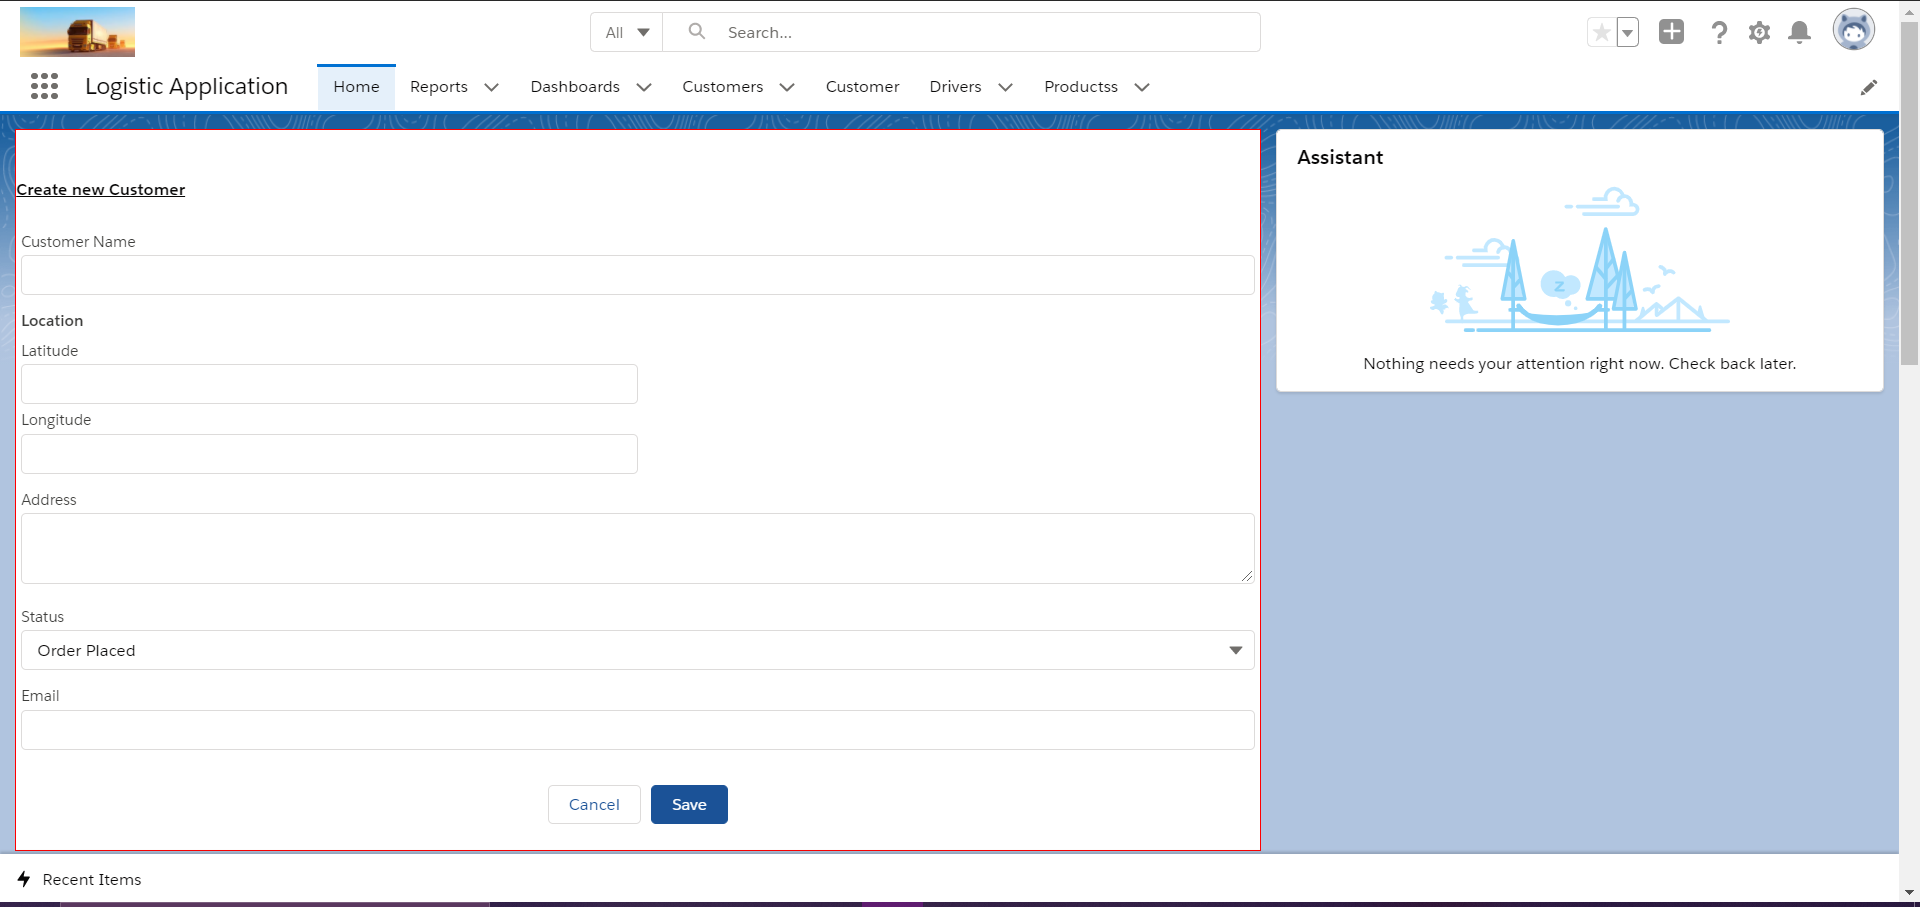 All Search...
Logistic Application Home Reports Dashboards Customers Customer Drivers Productss
Create new Customer
Customer Name
Location
Latitude
Longitude
Address
Status
Order Placed
Email
Cancel Save
Assistant
z
Nothing needs your attention right now. Check back later.
Recent Items